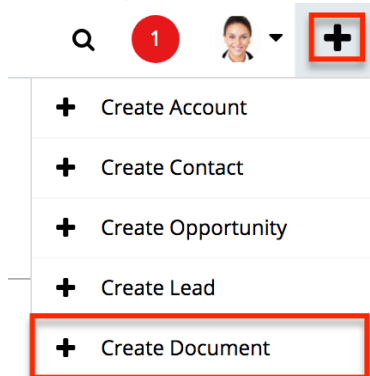 1
Create Account
Create Contact
Create Opportunity
Create Lead
Create Document